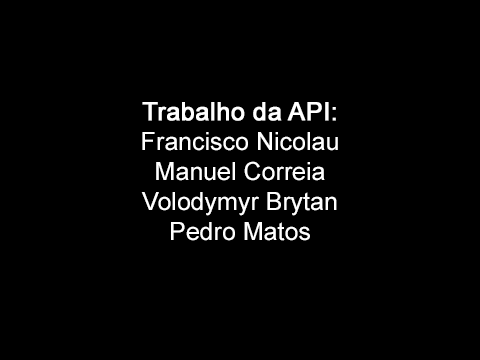 Trabalho da API:
Francisco Nicolau
Manuel Correia
Volodymyr Brytan
Pedro Matos